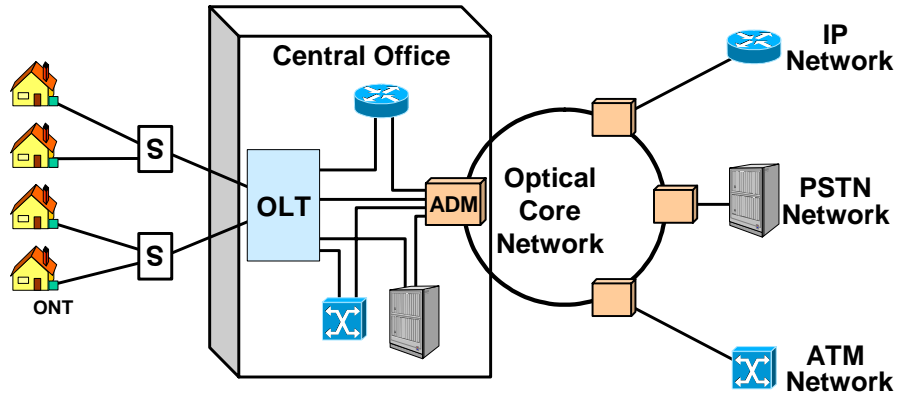 Central Office
IP
Network
S
OLT
ADM
Optical
Core
Network
PSTN
Network
S
ONT
ATM
Network